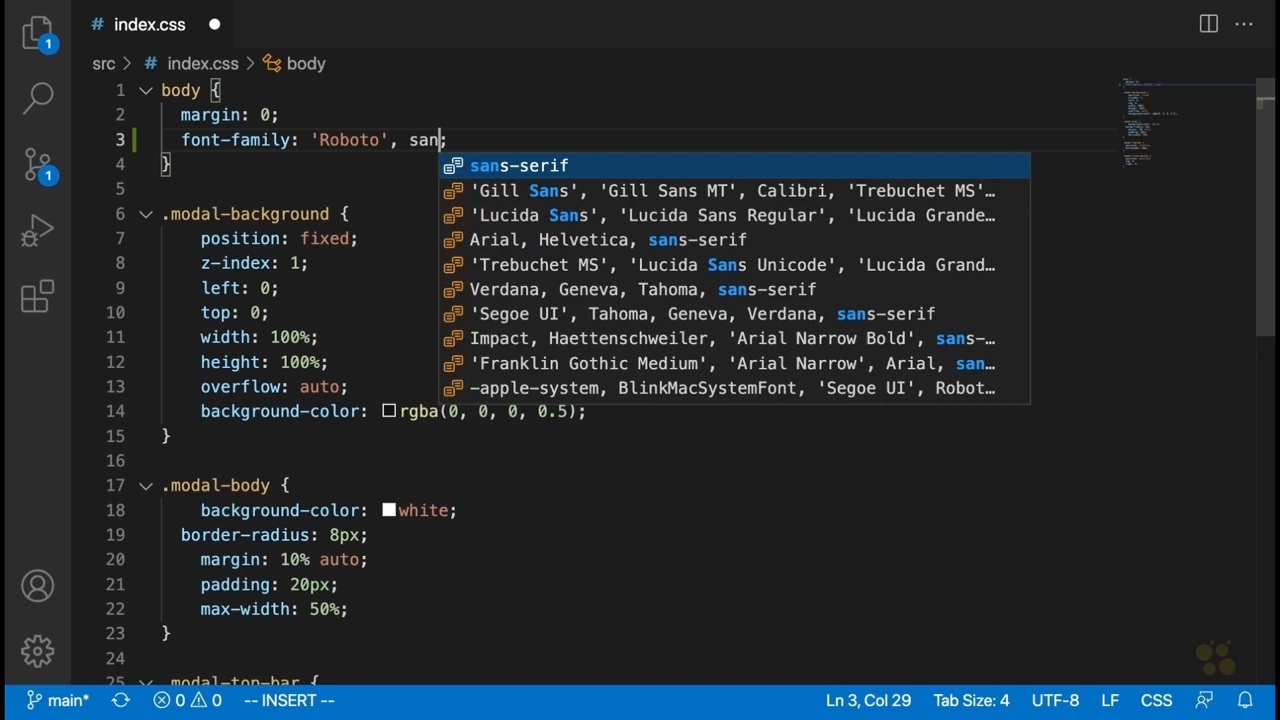 1
# index.css ●
src > # index.css > body
1 body {
2 margin: 0;
3 font-family: 'Roboto', san;
sans-serif
4 }
'Gill Sans', 'Gill Sans MT', Calibri, 'Trebuchet MS'…
5
'Lucida Sans', 'Lucida Sans Regular', 'Lucida Grande…
6 .modal-background {
7 position: fixed;
Arial, Helvetica, sans-serif
8 z-index: 1;
'Trebuchet MS', 'Lucida Sans Unicode', 'Lucida Grand…
9 left: 0;
Verdana, Geneva, Tahoma, sans-serif
10 top: 0;
'Segoe UI', Tahoma, Geneva, Verdana, sans-serif
11 width: 100%;
Impact, Haettenschweiler, 'Arial Narrow Bold', sans-…
12 height: 100%;
'Franklin Gothic Medium', 'Arial Narrow', Arial, san…
13 overflow: auto;
-apple-system, BlinkMacSystemFont, 'Segoe UI', Robot…
14 background-color: rgba(0, 0, 0, 0.5);
15 }
16
17 .modal-body {
18 background-color: white;
19 border-radius: 8px;
20 margin: 10% auto;
21 padding: 20px;
22 max-width: 50%;
23 }
24
25 .modal-top-bar {
1
main* 0 0 -- INSERT -- Ln 3, Col 29 Tab Size: 4 UTF-8 LF CSS